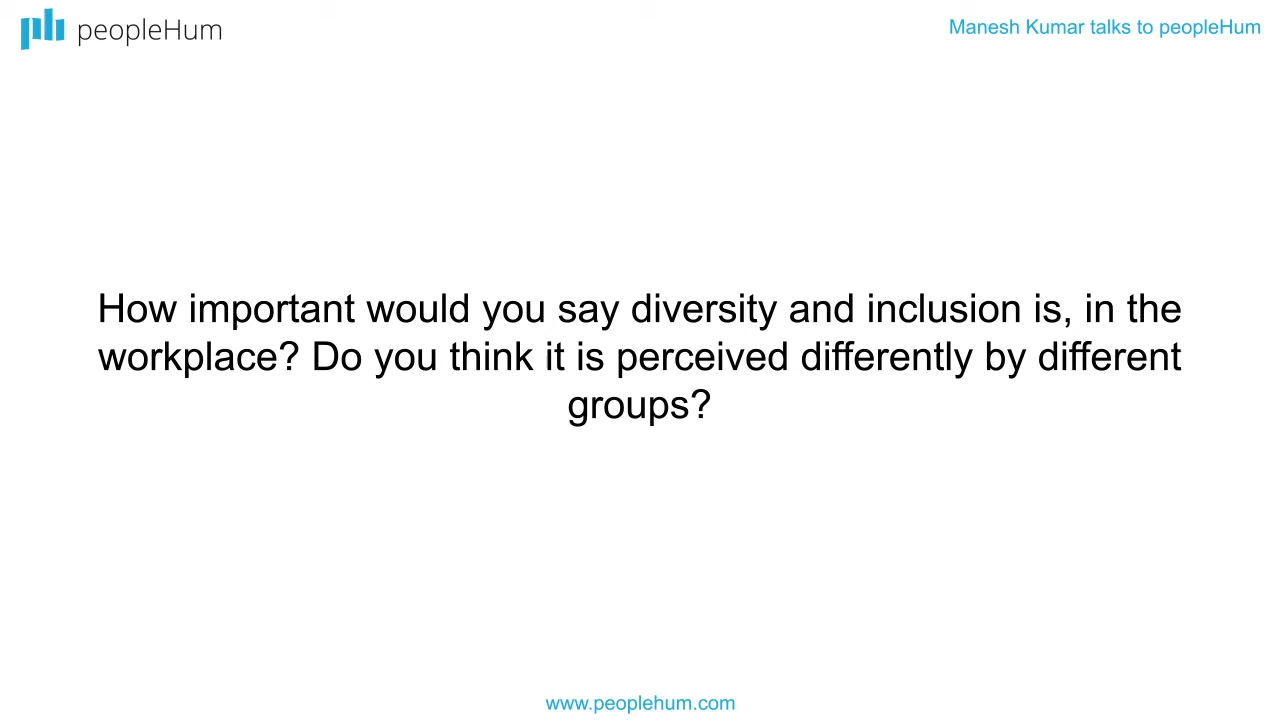 peopleHum
Manesh Kumar talks to peopleHum
How important would you say diversity and inclusion is, in the
workplace? Do you think it is perceived differently by different
groups?
www.peoplehum.com